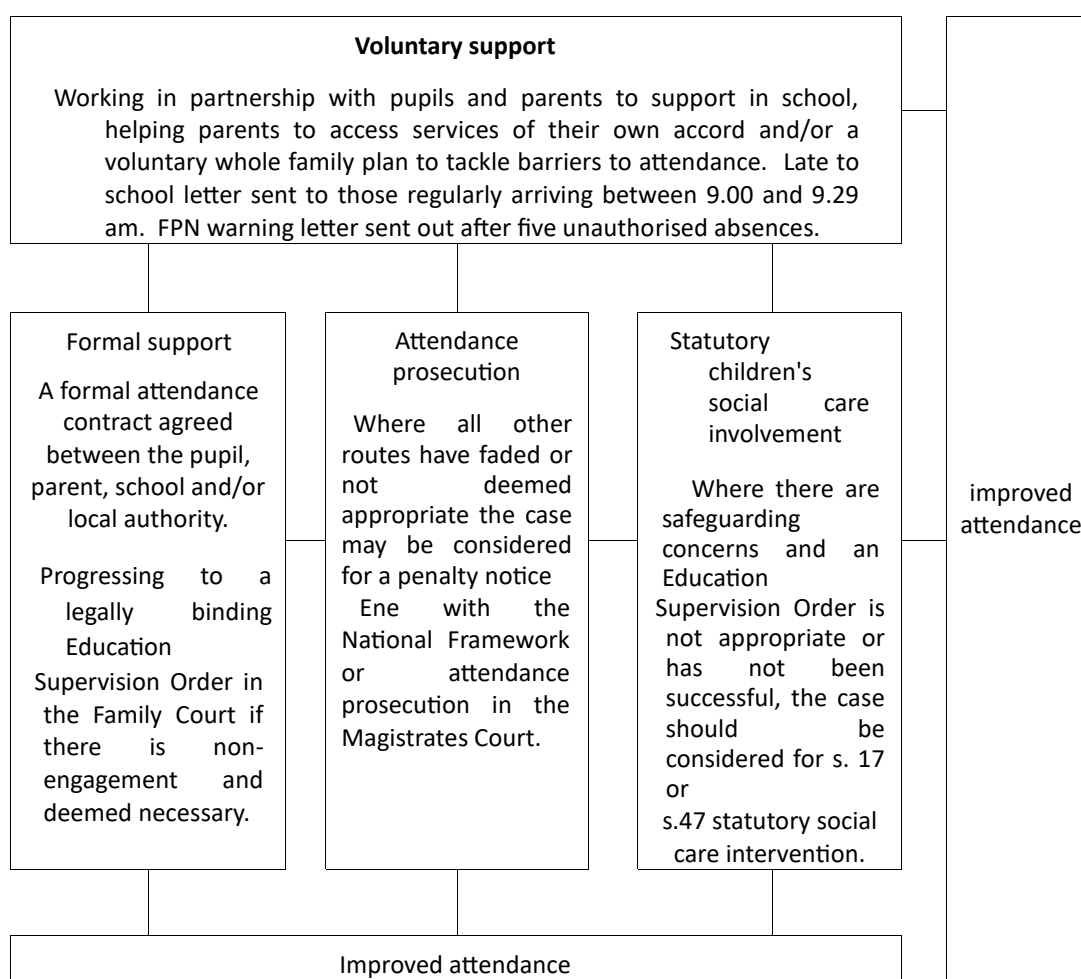 Voluntary support
Working in partnership with pupils and parents to support in school,
helping parents to access services of their own accord and/or a
voluntary whole family plan to tackle barriers to attendance. Late to
school letter sent to those regularly arriving between 9.00 and 9.29
am. FPN warning letter sent out after five unauthorised absences.
Formal support
A formal attendance
contract agreed
between the pupil,
parent, school and/or
local authority.
Progressing to a
legally binding
Education
Supervision Order in
the Family Court if
there is non-
engagement and
deemed necessary.
Attendance
prosecution
Where all other
routes have faded or
not deemed
appropriate the case
may be considered
for a penalty notice
Ene with the
National Framework
or attendance
prosecution in the
Magistrates Court.
Statutory
children's
social care
involvement
Where there are
safeguarding
concerns and an
Education
Supervision Order is
not appropriate or
has not been
successful, the case
should be
considered for s. 17
or
s.47 statutory social
care intervention.
improved
attendance
Improved attendance